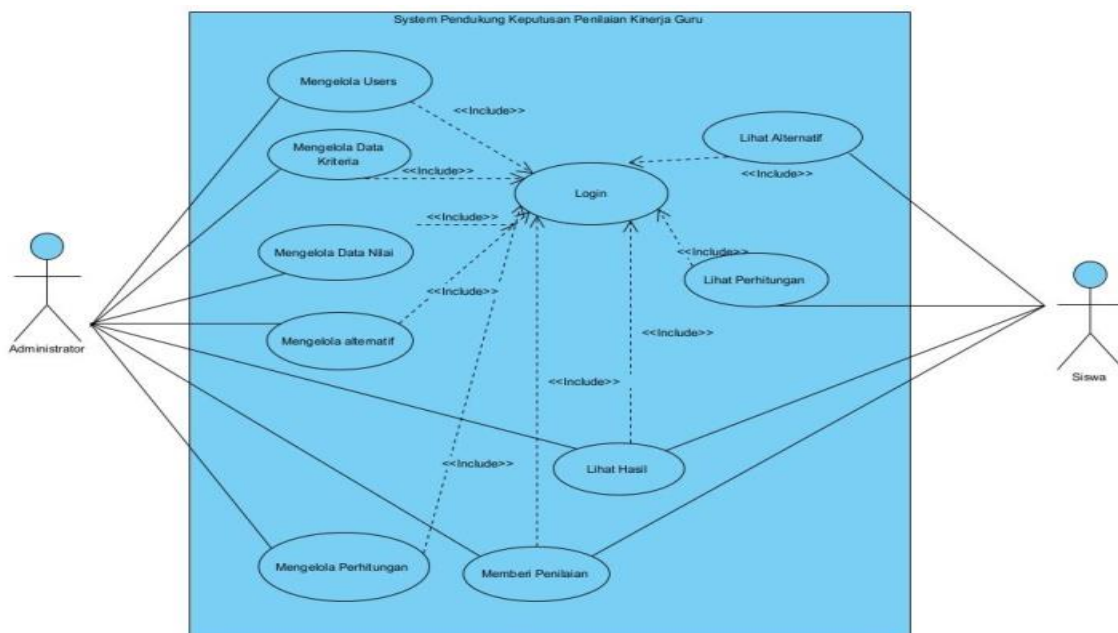 System Pendukung Keputusan Penilaian Kinerja Guru
Mengelola Users
<<Include>>
Mengelola Data
Kriteria
<<Include>>
Lihat Alternatif
<<Include>>
Login
<<Include>>
Mengelola Data Nilai
<<Include>>
Lihat Perhitungan
<<Include>>
Mengelola alternatif
<<Include>>
Administrator
Siswa
<<Include>>
<<Include>>
Lihat Hasil
Mengelola Perhitungan
Memberi Penilaian